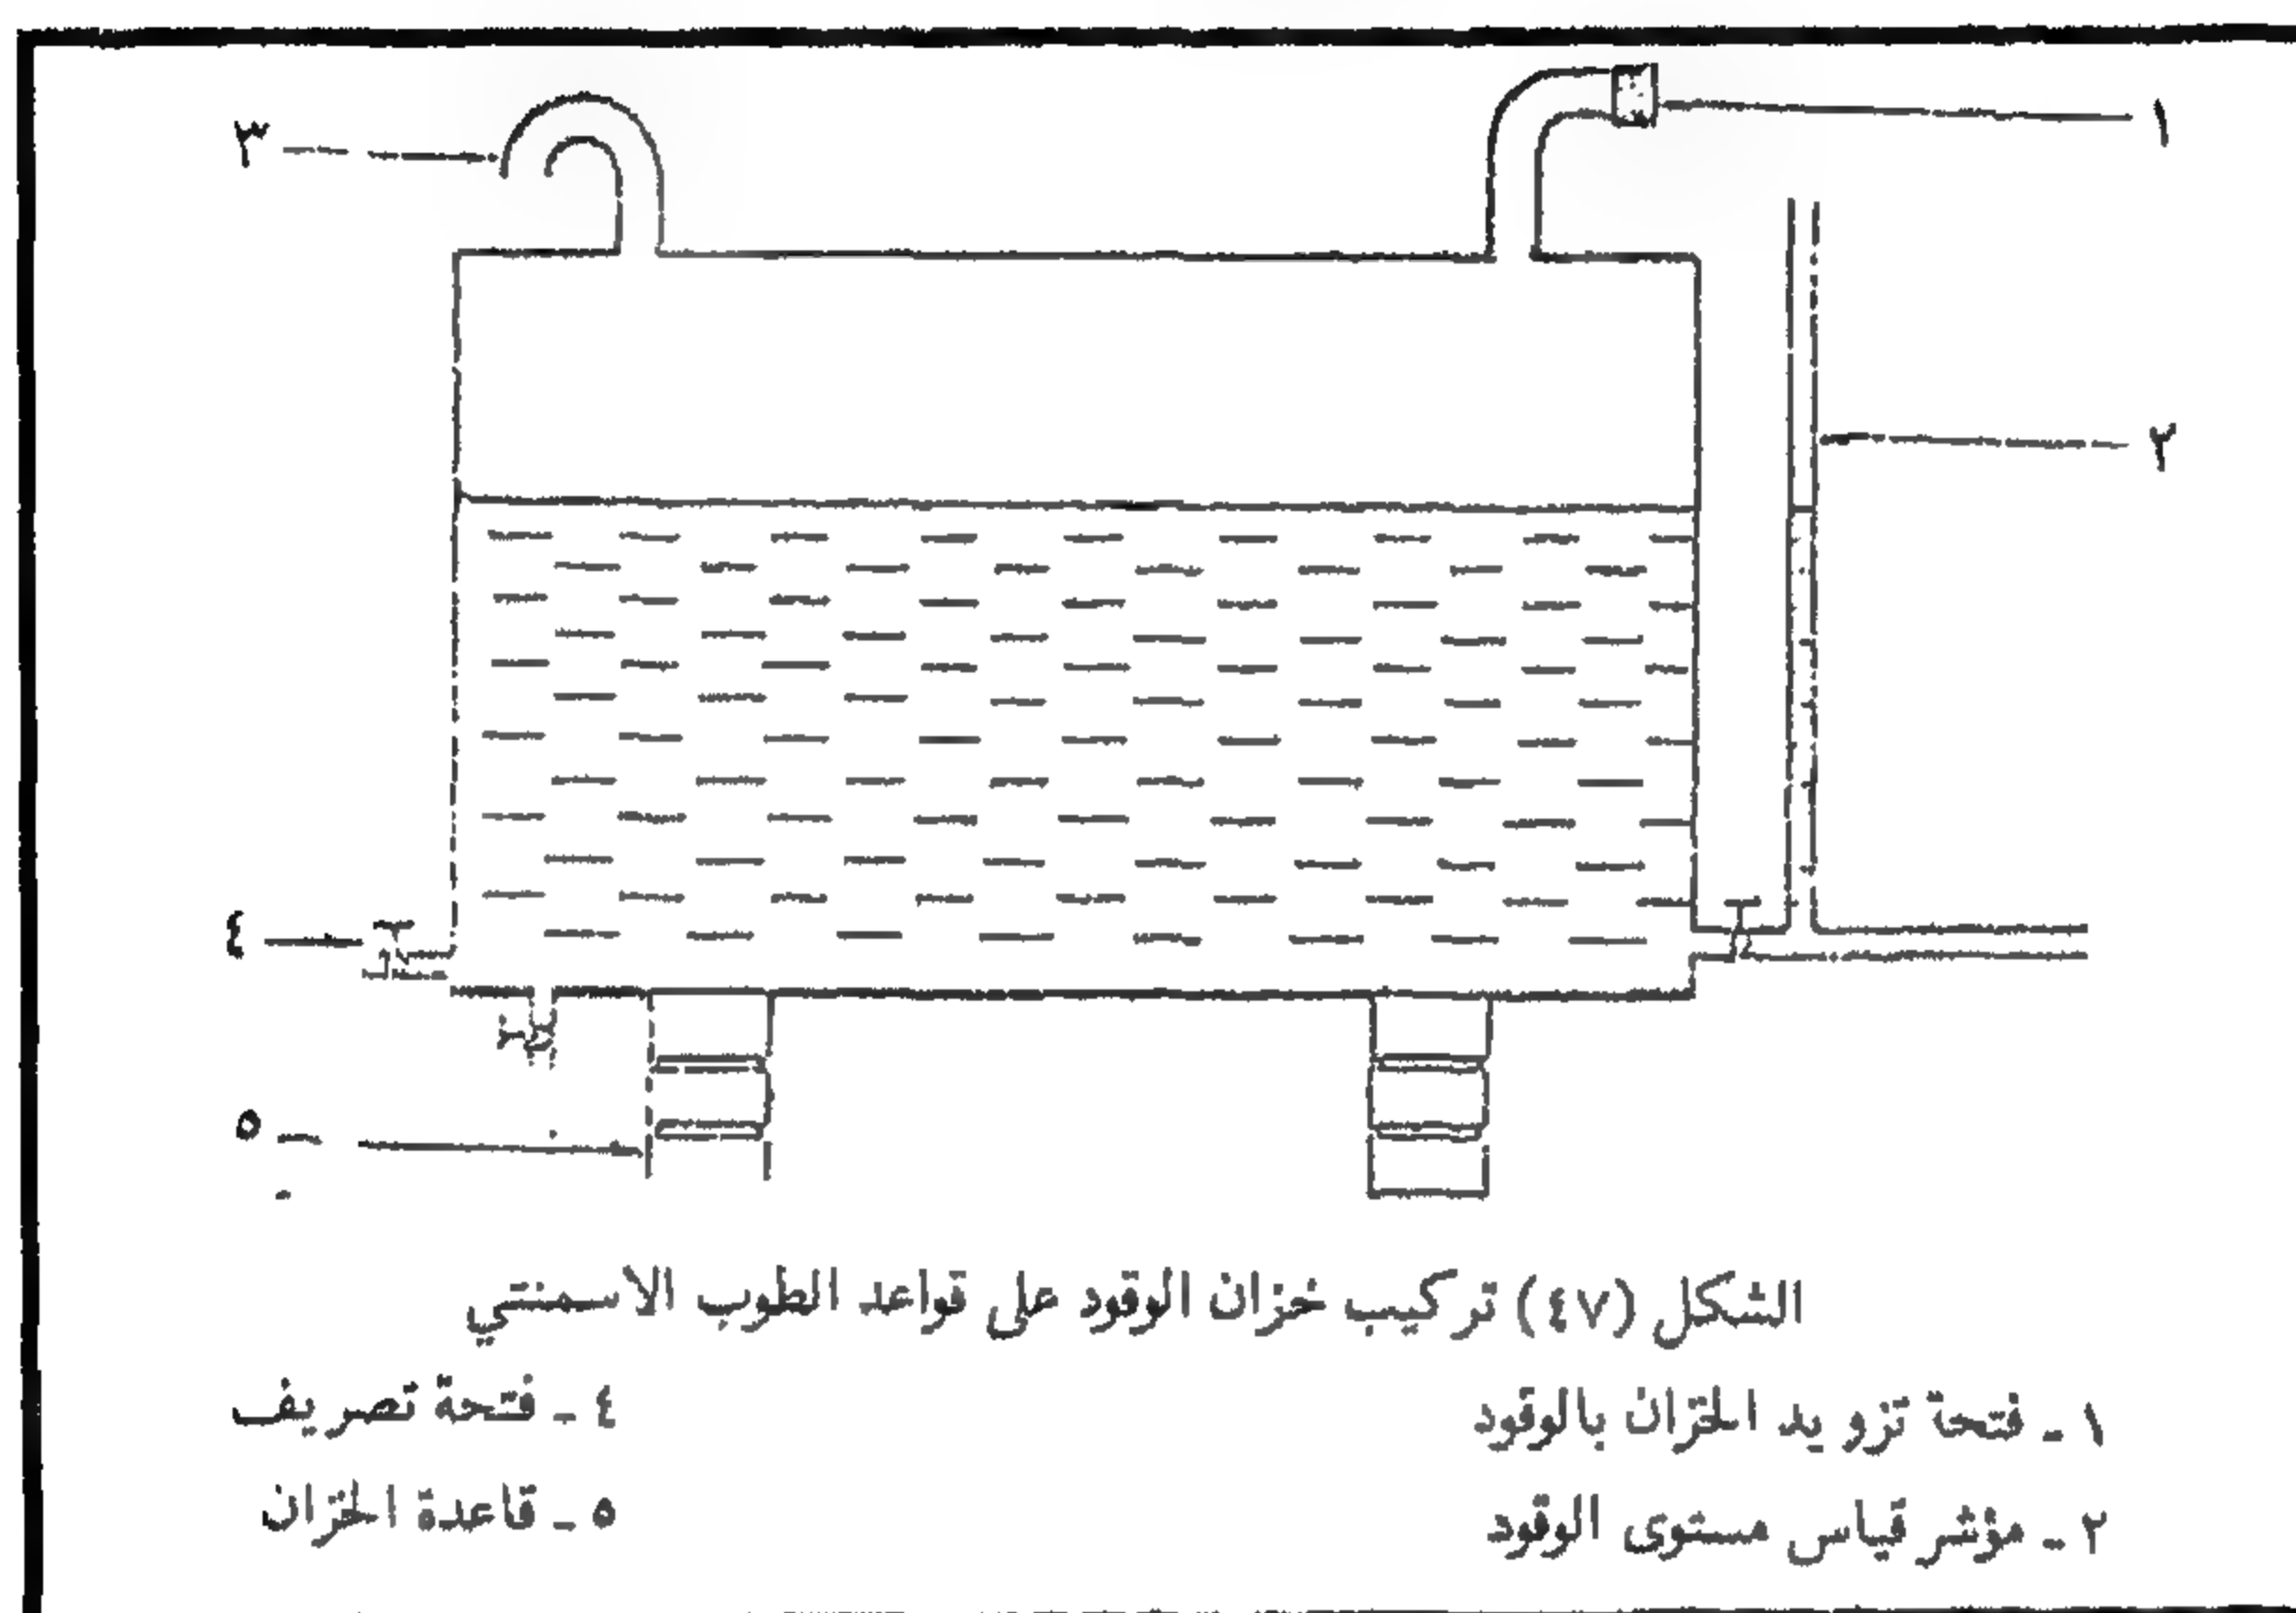 ٣
١
٢
٤
٥
الشكل (٤٧) تركيب خزان الوقود على قواعد الطوب الاسمنتي
١ - فتحة تزويد الخزان بالوقود
٤ - فتحة تصريف
٢ - مؤشر قياس مستوى الوقود
٥ - قاعدة الخزان